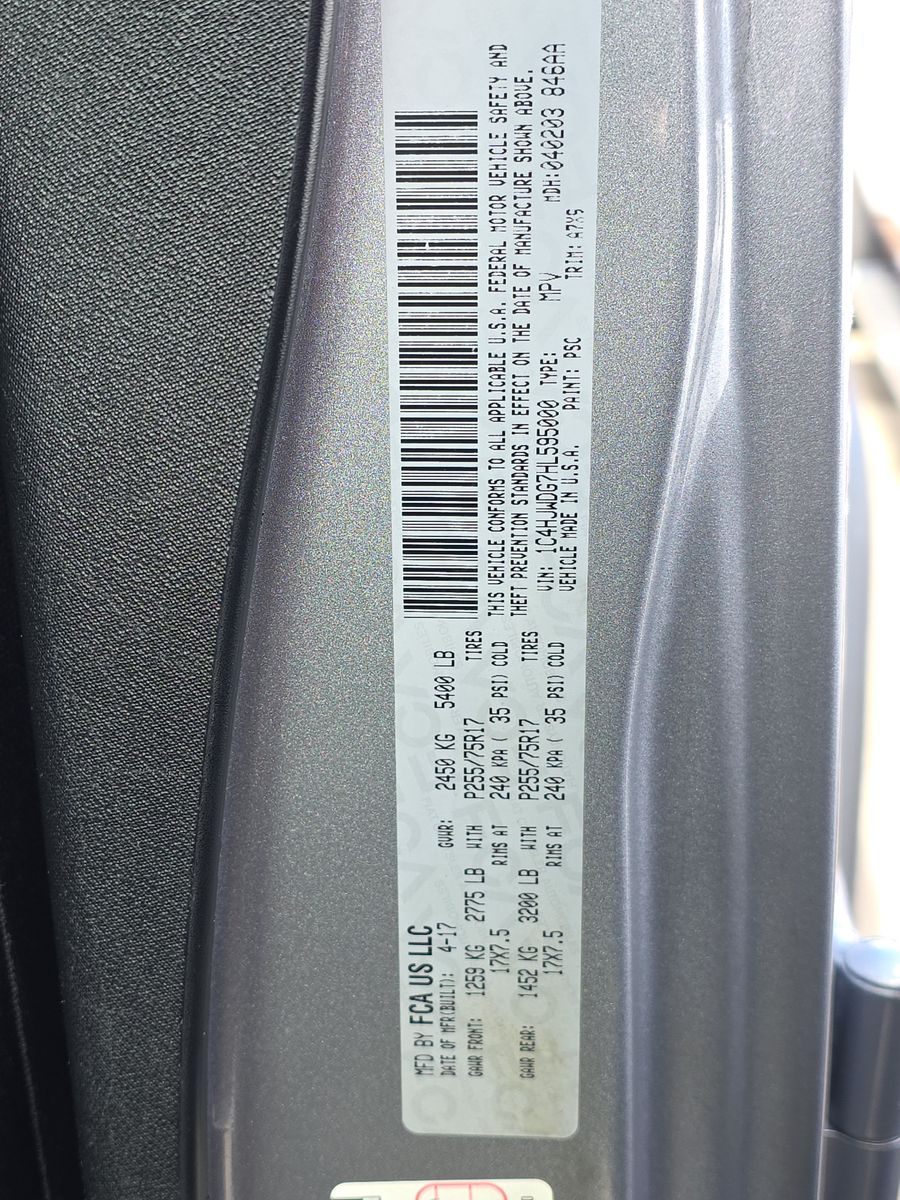 MFD BY FCA US LLC
DATE OF MFR(BUILT): 4-17 GVWR: 2450 KG 5400 LB
GAWR FRONT: 1259 KG 2775 LB WITH P255/75R17 TIRES
17X7.5 RIMS AT 240 KPA ( 35 PSI) COLD
GAWR REAR: 1452 KG 3200 LB WITH P255/75R17 TIRES
17X7.5 RIMS AT 240 KPA ( 35 PSI) COLD
THIS VEHICLE CONFORMS TO ALL APPLICABLE U.S.A. FEDERAL MOTOR VEHICLE SAFETY AND
THEFT PREVENTION STANDARDS IN EFFECT ON THE DATE OF MANUFACTURE SHOWN ABOVE.
VIN: 1C4HJWDG7HL595000 TYPE: MPV MDH:040203 846AA
VEHICLE MADE IN U.S.A. PAINT: PSC TRIM: A7X9